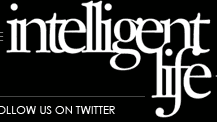 intelligent
life
OLLOW US ON TWITTER